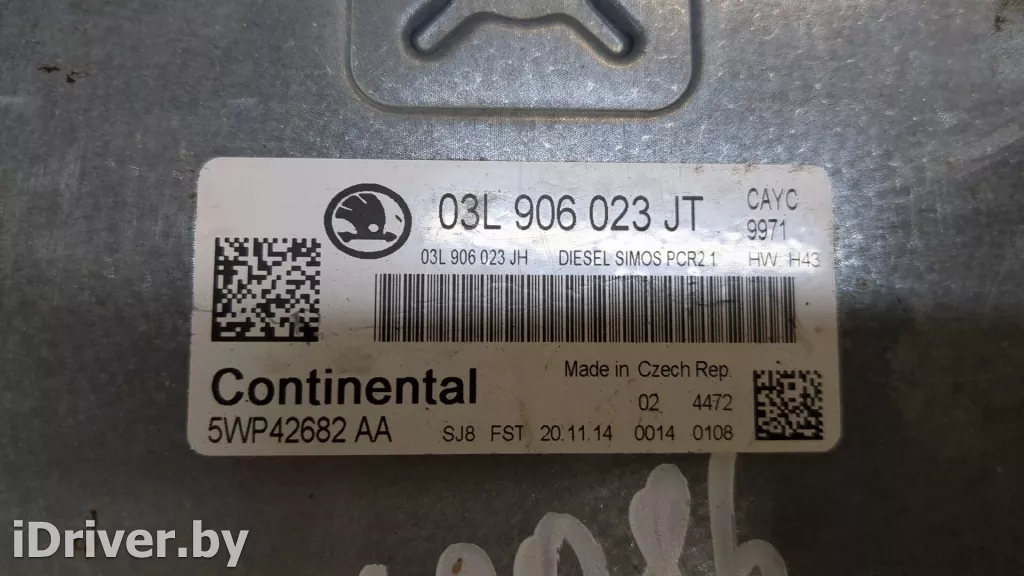 03L 906 023 JT
CAYC
9971
03L 906 023 JH DIESEL SIMOS PCR2.1 HW H43
Made in Czech Rep.
02 4472
Continental
5WP42682 AA
SJ8 FST 20.11.14 0014 0108
iDriver.by